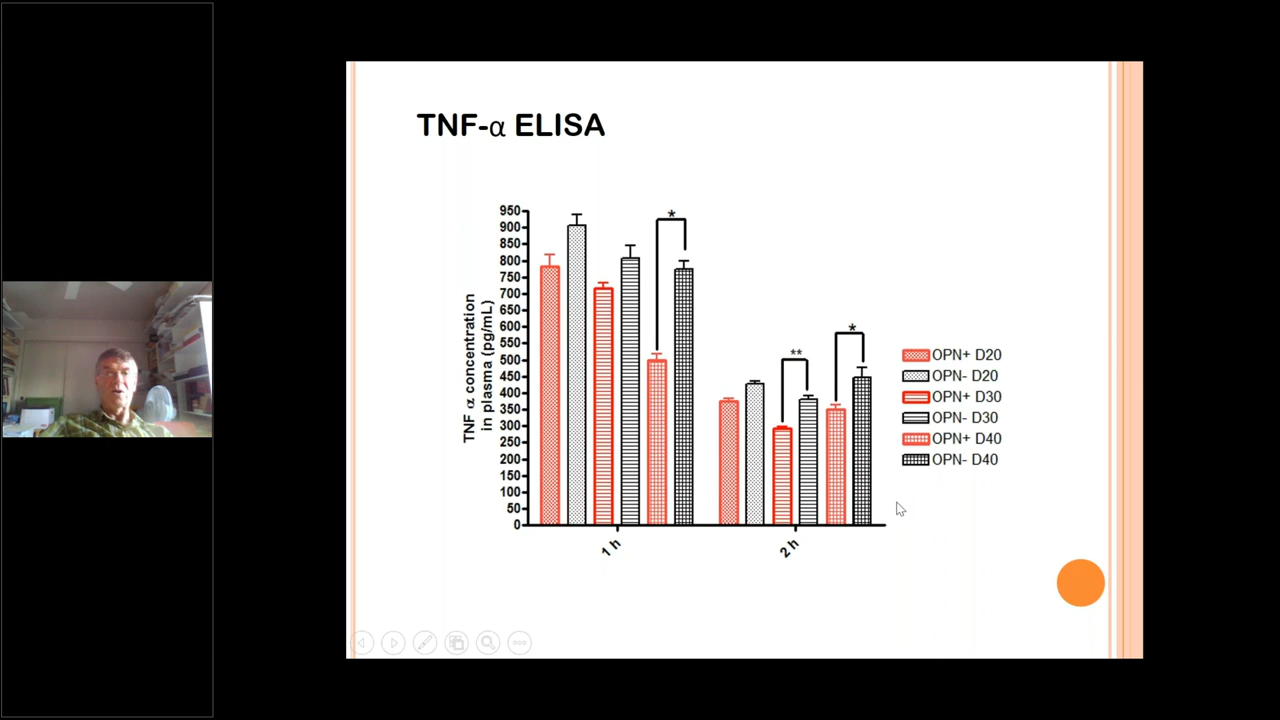 TNF-α ELISA
950
900
850
800
750
700
650
600
550
500
450
400
350
300
250
200
150
100
50
0
TNF α concentration
in plasma (pg/mL)
*
**
*
1 h
2 h
OPN+ D20
OPN- D20
OPN+ D30
OPN- D30
OPN+ D40
OPN- D40